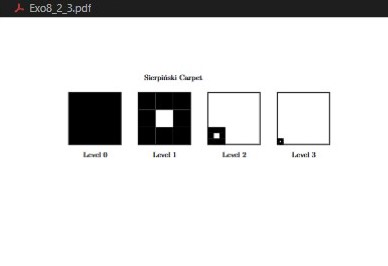 Exo8_2_3.pdf
Sierpiński Carpet
Level 0 Level 1 Level 2 Level 3